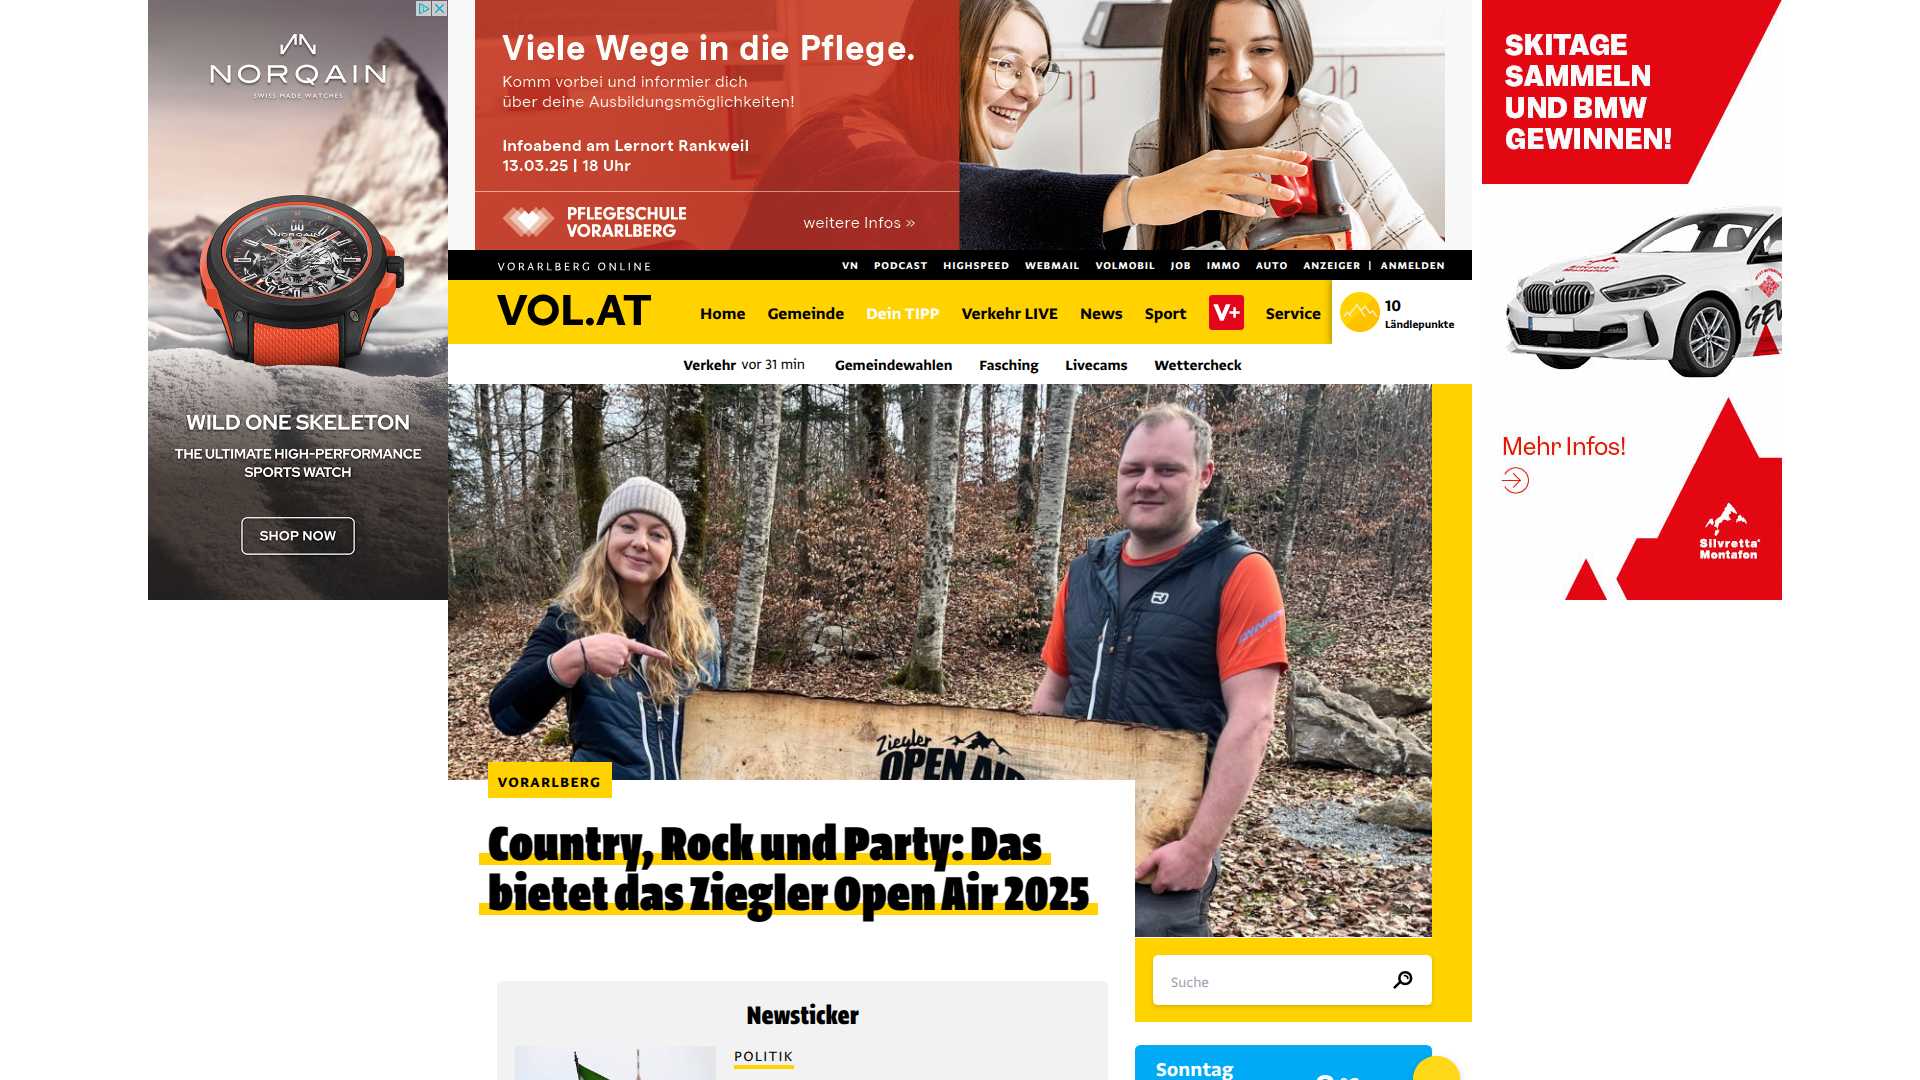 NORQAIN
SWISS MADE WATCHES
NORQAIN
WILD ONE SKELETON
THE ULTIMATE HIGH-PERFORMANCE
SPORTS WATCH
SHOP NOW
Viele Wege in die Pflege.
Komm vorbei und informier dich
über deine Ausbildungsmöglichkeiten!
Infoabend am Lernort Rankweil
13.03.25 | 18 Uhr
PFLEGESCHULE
VORARLBERG
weitere Infos »
SKITAGE
SAMMELN
UND BMW
GEWINNEN!
Mehr Infos!
Silvretta
Montafon
VORARLBERG ONLINE
VN PODCAST HIGHSPEED WEBMAIL VOLMOBIL JOB IMMO AUTO ANZEIGER | ANMELDEN
VOL.AT
Home Gemeinde Dein TIPP Verkehr LIVE News Sport V+ Service
10
Ländlepunkte
Verkehr vor 31 min Gemeindewahlen Fasching Livecams Wettercheck
Ziegler
OPEN AIR
VORARLBERG
Country, Rock und Party: Das
bietet das Ziegler Open Air 2025
Suche
Newsticker
POLITIK
Sonntag